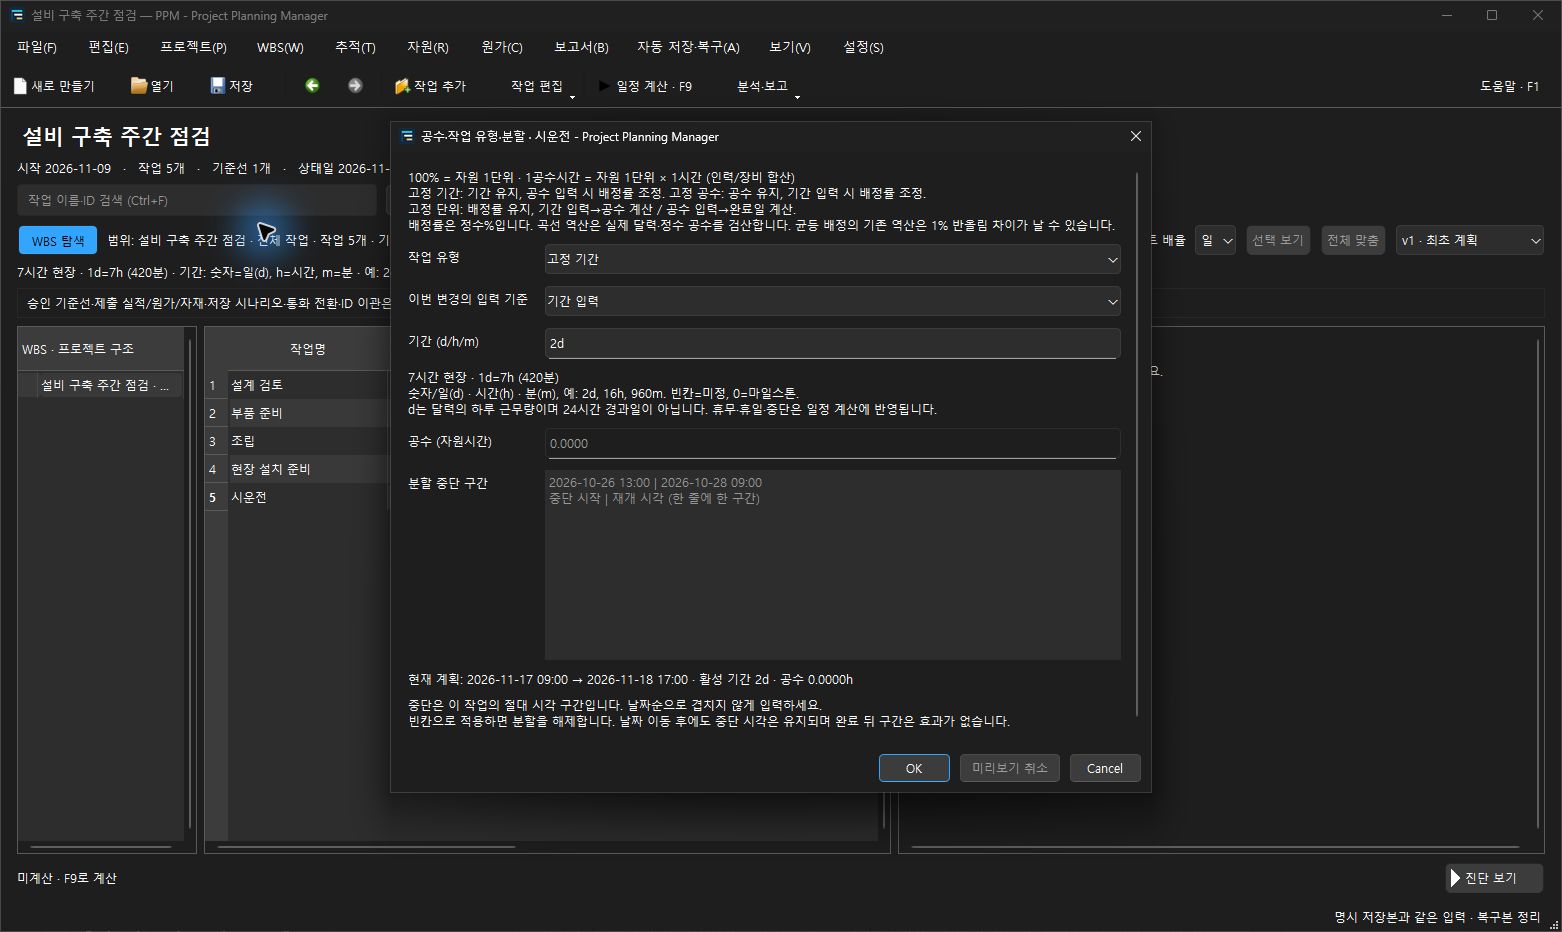 설비 구축 주간 점검 — PPM - Project Planning Manager
파일(F) 편집(E) 프로젝트(P) WBS(W) 추적(T) 자원(R) 원가(C) 보고서(B) 자동 저장·복구(A) 보기(V) 설정(S)
새로 만들기 열기 저장 작업 추가 작업 편집 일정 계산 · F9 분석·보고 도움말 · F1
설비 구축 주간 점검
시작 2026-11-09 · 작업 5개 · 기준선 1개 · 상태일 2026-11-
작업 이름·ID 검색 (Ctrl+F)
WBS 탐색 범위: 설비 구축 주간 점검 · 전체 작업 · 작업 5개 · 기
트 배율 일 선택 보기 전체 맞춤 v1 · 최초 계획
7시간 현장 · 1d=7h (420분) · 기간: 숫자=일(d), h=시간, m=분 · 예: 2
승인 기준선·제출 실적/원가/자재·저장 시나리오·통화 전환·ID 이관은
WBS · 프로젝트 구조
설비 구축 주간 점검 · ...
작업명
1 설계 검토
2 부품 준비
3 조립
4 현장 설치 준비
5 시운전
요.
공수·작업 유형·분할 · 시운전 - Project Planning Manager
100% = 자원 1단위 · 1공수시간 = 자원 1단위 × 1시간 (인력/장비 합산)
고정 기간: 기간 유지, 공수 입력 시 배정률 조정. 고정 공수: 공수 유지, 기간 입력 시 배정률 조정.
고정 단위: 배정률 유지, 기간 입력→공수 계산 / 공수 입력→완료일 계산.
배정률은 정수%입니다. 곡선 역산은 실제 달력·정수 공수를 검산합니다. 균등 배정의 기존 역산은 1% 반올림 차이가 날 수 있습니다.
작업 유형 고정 기간
이번 변경의 입력 기준 기간 입력
기간 (d/h/m) 2d
7시간 현장 · 1d=7h (420분)
숫자/일(d) · 시간(h) · 분(m), 예: 2d, 16h, 960m. 빈칸=미정, 0=마일스톤.
d는 달력의 하루 근무량이며 24시간 경과일이 아닙니다. 휴무·휴일·중단은 일정 계산에 반영됩니다.
공수 (자원시간) 0.0000
분할 중단 구간 2026-10-26 13:00 | 2026-10-28 09:00
중단 시작 | 재개 시각 (한 줄에 한 구간)
현재 계획: 2026-11-17 09:00 → 2026-11-18 17:00 · 활성 기간 2d · 공수 0.0000h
중단은 이 작업의 절대 시각 구간입니다. 날짜순으로 겹치지 않게 입력하세요.
빈칸으로 적용하면 분할을 해제합니다. 날짜 이동 후에도 중단 시각은 유지되며 완료 뒤 구간은 효과가 없습니다.
OK 미리보기 취소 Cancel
미계산 · F9로 계산
진단 보기
명시 저장본과 같은 입력 · 복구본 정리